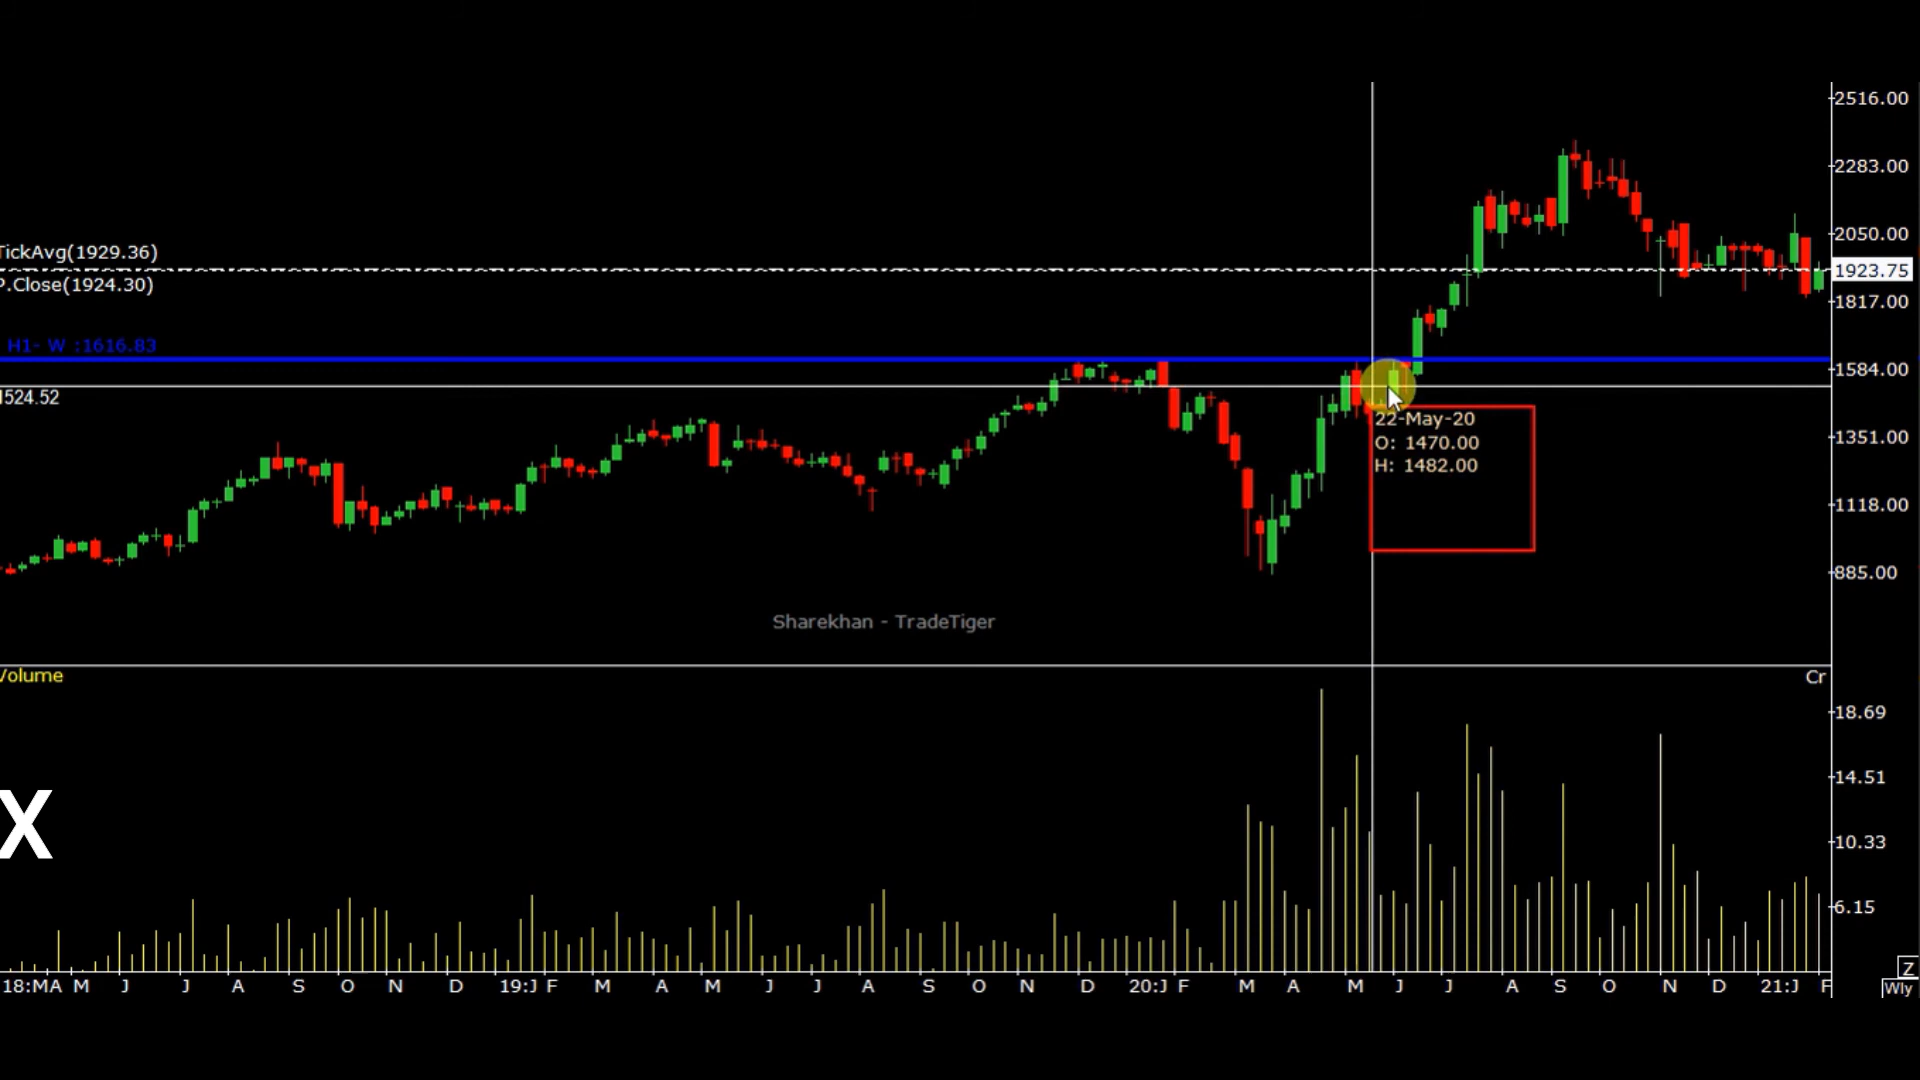 2516.00
2283.00
2050.00
TickAvg(1929.36)
1923.75
P.Close(1924.30)
1817.00
H1- W :1616.83
1584.00
1524.52
22-May-20
1351.00
O: 1470.00
H: 1482.00
1118.00
885.00
Sharekhan - TradeTiger
Volume
Cr
18.69
14.51
X
10.33
6.15
Z
18:MA M J J A S O N D 19:J F M A M J J A S O N D 20:J F M A M J J A S O N D 21:J F
Wly